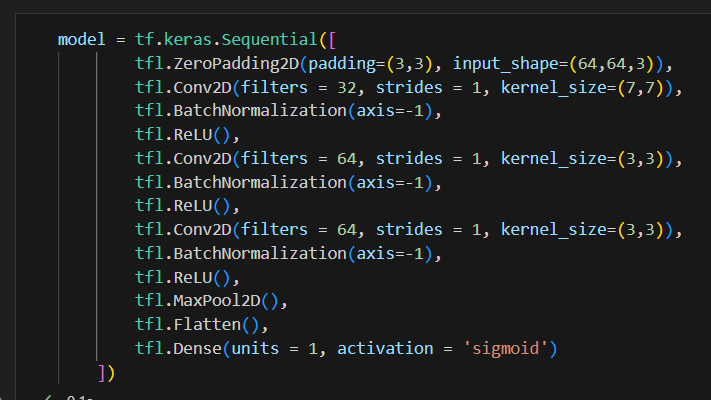 model = tf.keras.Sequential([
tfl.ZeroPadding2D(padding=(3,3), input_shape=(64,64,3)),
tfl.Conv2D(filters = 32, strides = 1, kernel_size=(7,7)),
tfl.BatchNormalization(axis=-1),
tfl.ReLU(),
tfl.Conv2D(filters = 64, strides = 1, kernel_size=(3,3)),
tfl.BatchNormalization(axis=-1),
tfl.ReLU(),
tfl.Conv2D(filters = 64, strides = 1, kernel_size=(3,3)),
tfl.BatchNormalization(axis=-1),
tfl.ReLU(),
tfl.MaxPool2D(),
tfl.Flatten(),
tfl.Dense(units = 1, activation = 'sigmoid')
])